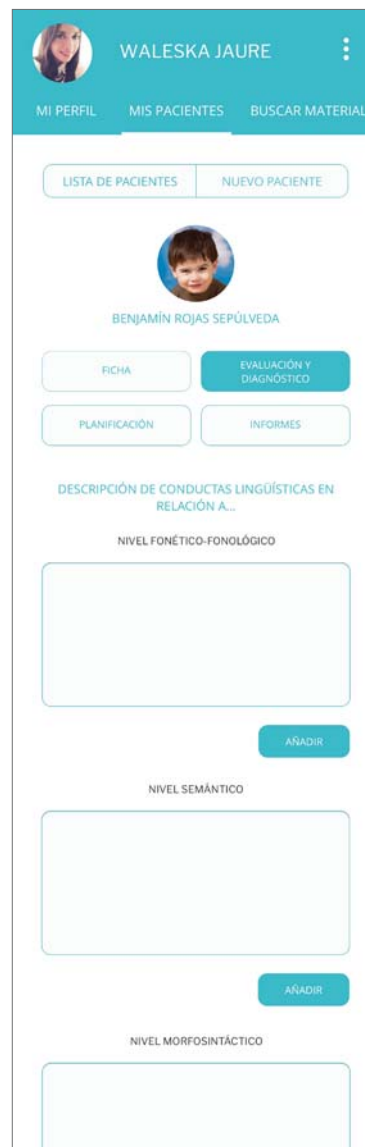 WALESKA JAURE
MI PERFIL MIS PACIENTES BUSCAR MATERIAL
LISTA DE PACIENTES NUEVO PACIENTE
BENJAMÍN ROJAS SEPÚLVEDA
FICHA
EVALUACIÓN Y
DIAGNÓSTICO
PLANIFICACIÓN INFORMES
DESCRIPCIÓN DE CONDUCTAS LINGÜÍSTICAS EN
RELACIÓN A...
NIVEL FONÉTICO-FONOLÓGICO
AÑADIR
NIVEL SEMÁNTICO
AÑADIR
NIVEL MORFOSINTÁCTICO